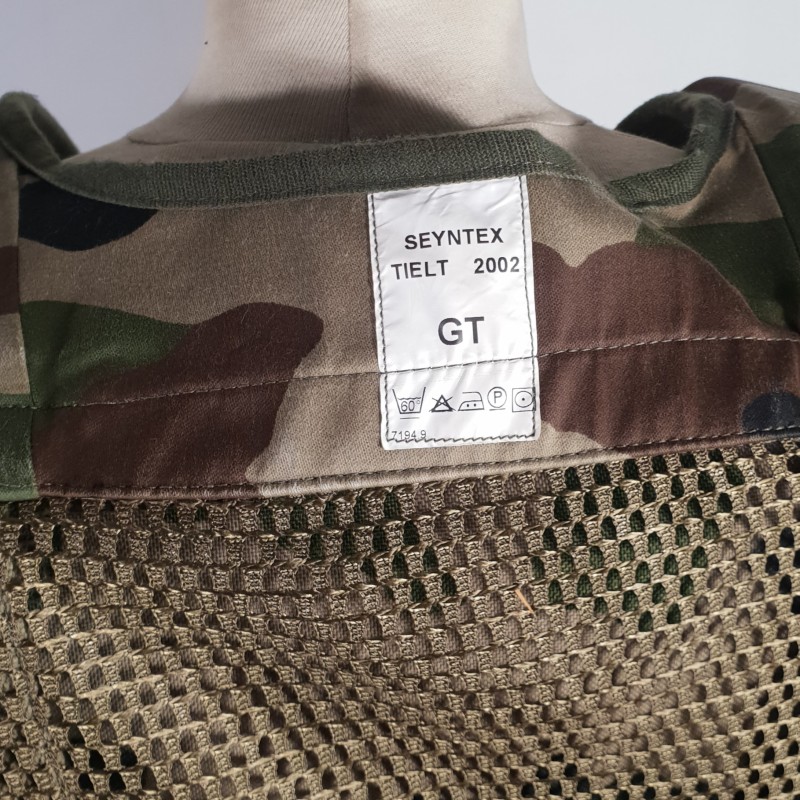 SEYNTEX
TIELT 2002
GT
60° P
7194 9